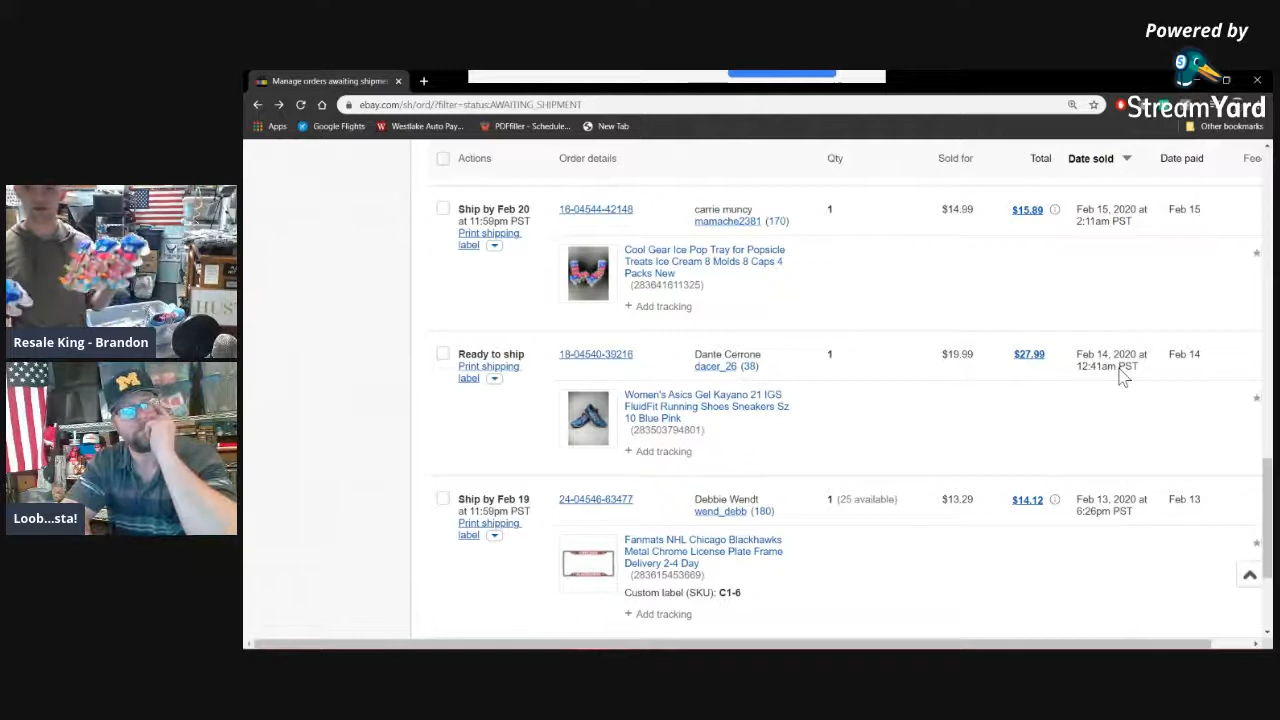 Powered by
StreamYard
Manage orders awaiting shipme
ebay.com/sh/ord/?filter=status:AWAITING_SHIPMENT
Apps Google Flights Westlake Auto Pay... PDFfiller - Schedule... New Tab Other bookmarks
Actions Order details Qty Sold for Total Date sold Date paid Fee
Ship by Feb 20 16-04544-42148 carrie muncy 1 $14.99 $15.89 Feb 15, 2020 at Feb 15
at 11:59pm PST mamache2381 (170) 2:11am PST
Print shipping
label
Cool Gear Ice Pop Tray for Popsicle
Treats Ice Cream 8 Molds 8 Caps 4
Packs New
(283641611325)
+ Add tracking
Ready to ship 18-04540-39216 Dante Cerrone 1 $19.99 $27.99 Feb 14, 2020 at Feb 14
Print shipping dacer_26 (38) 12:41am PST
label
Women's Asics Gel Kayano 21 IGS
FluidFit Running Shoes Sneakers Sz
10 Blue Pink
(283503794801)
+ Add tracking
Ship by Feb 19 24-04546-63477 Debbie Wendt 1 (25 available) $13.29 $14.12 Feb 13, 2020 at Feb 13
at 11:59pm PST wend_debb (180) 6:26pm PST
Print shipping
label
Fanmats NHL Chicago Blackhawks
Metal Chrome License Plate Frame
Delivery 2-4 Day
(283615453669)
Custom label (SKU): C1-6
+ Add tracking
HUS
Resale King - Brandon
M
Loob...sta!